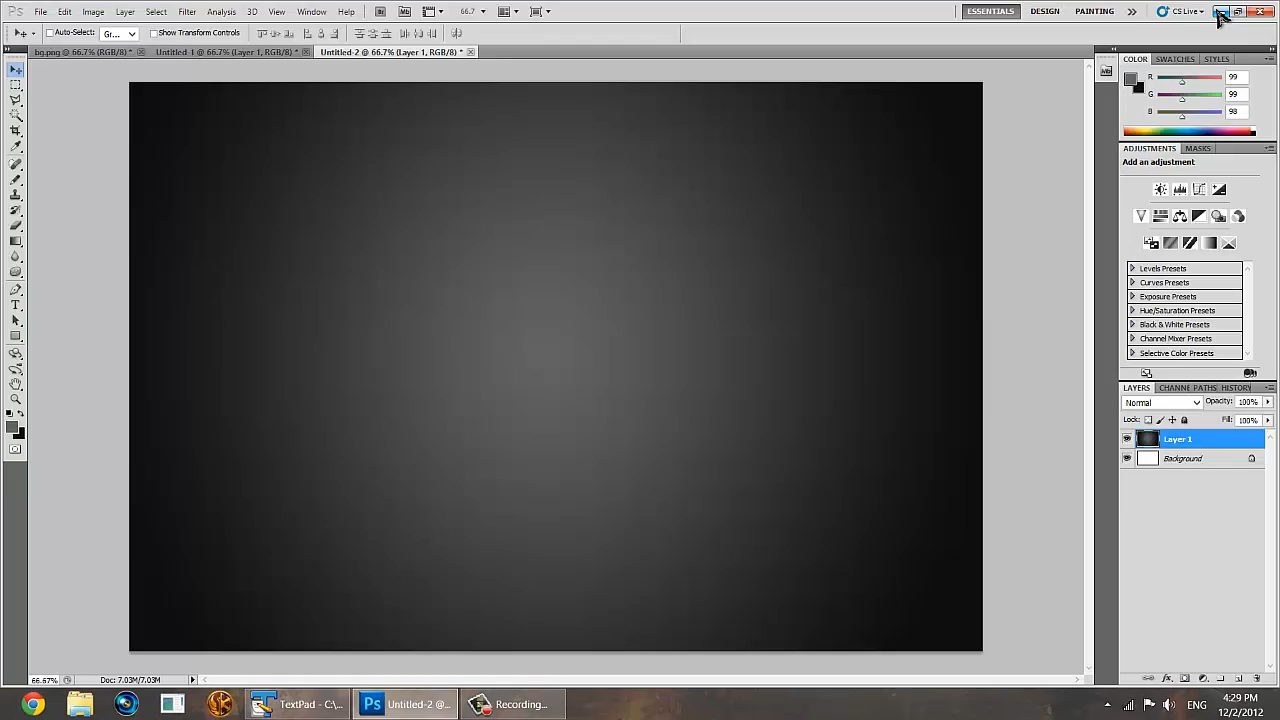 Ps File Edit Image Layer Select Filter Analysis 3D View Window Help Br Mb 66.7 ESSENTIALS DESIGN PAINTING CS Live
Auto-Select: Gr... Show Transform Controls
bg.png @ 66.7% (RGB/8) * Untitled-1 @ 66.7% (Layer 1, RGB/8) * Untitled-2 @ 66.7% (Layer 1, RGB/8) *
COLOR SWATCHES STYLES
R 99
G 99
B 98
ADJUSTMENTS MASKS
Add an adjustment
Levels Presets
Curves Presets
Exposure Presets
Hue/Saturation Presets
Black & White Presets
Channel Mixer Presets
Selective Color Presets
LAYERS CHANNE PATHS HISTORY
Normal Opacity: 100%
Lock: Fill: 100%
Layer 1
Background
66.67% Doc: 7.03M/7.03M
TextPad - C:\... Ps Untitled-2 @... Recording... ENG 4:29 PM
12/2/2012